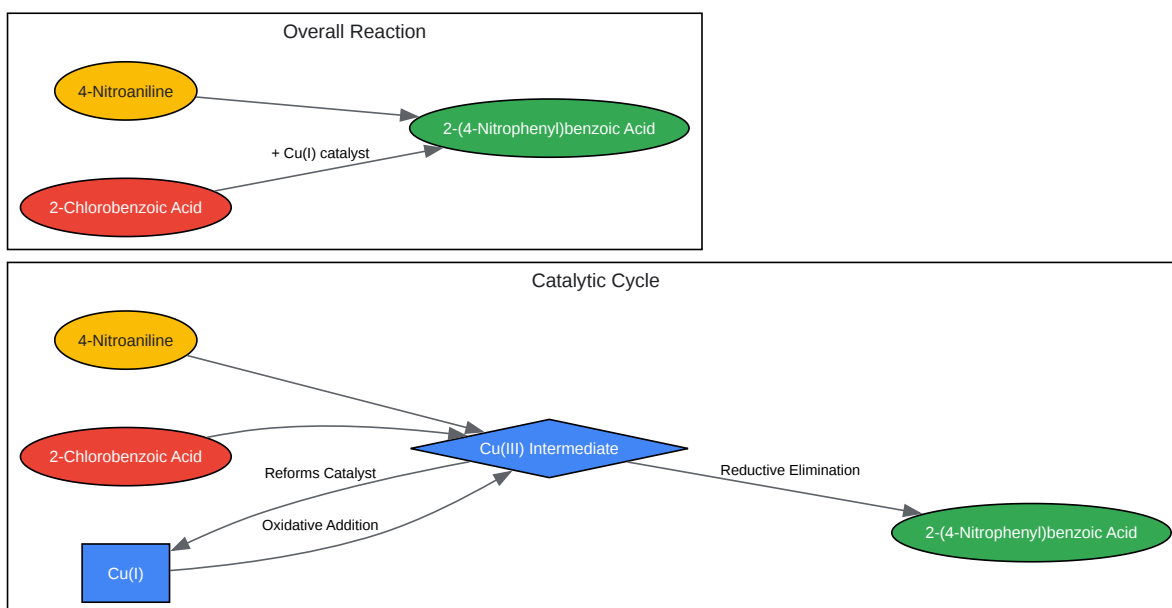 Overall Reaction
4-Nitroaniline
2-(4-Nitrophenyl)benzoic Acid
+ Cu(I) catalyst
2-Chlorobenzoic Acid
Catalytic Cycle
4-Nitroaniline
2-Chlorobenzoic Acid
Cu(III) Intermediate
Reforms Catalyst
Reductive Elimination
Oxidative Addition
2-(4-Nitrophenyl)benzoic Acid
Cu(I)